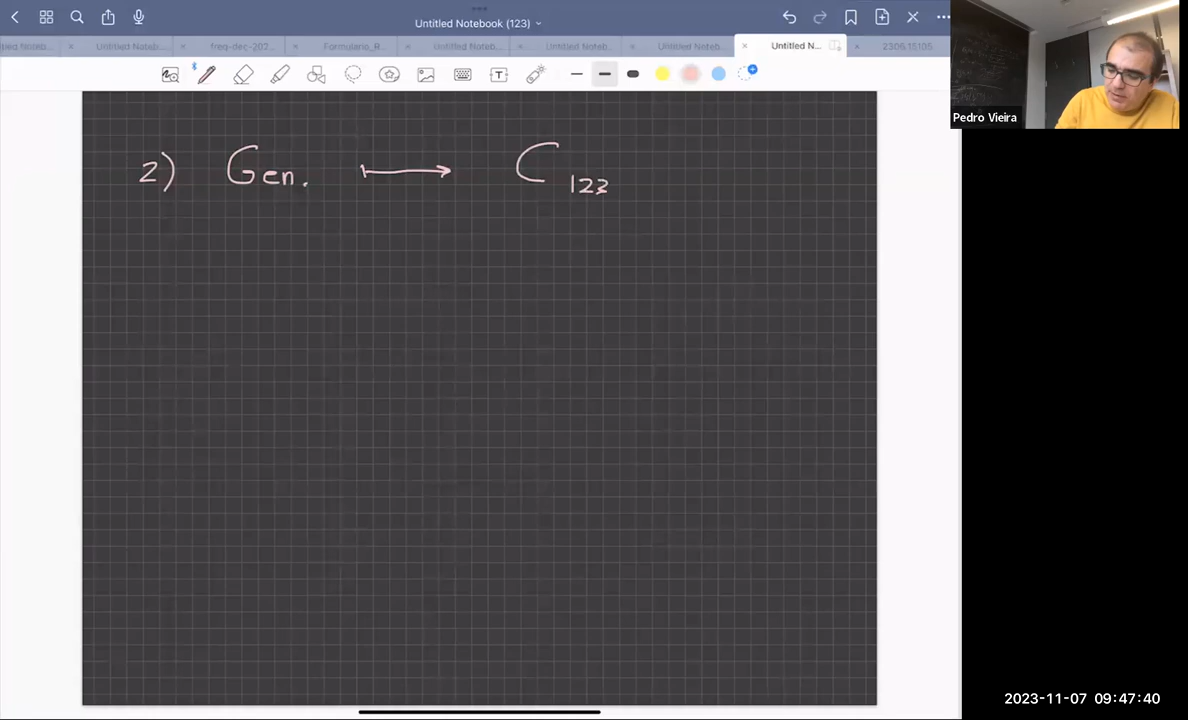 Untitled Notebook (123)
Untitled Noteb... freq-dec-202... Formulario_R... Untitled Noteb... Untitled Noteb... Untitled Noteb... Untitled N... 2306.15105
T
Pedro Vieira
2) Gen. ⟼ C₁₂₃
2023-11-07 09:47:40